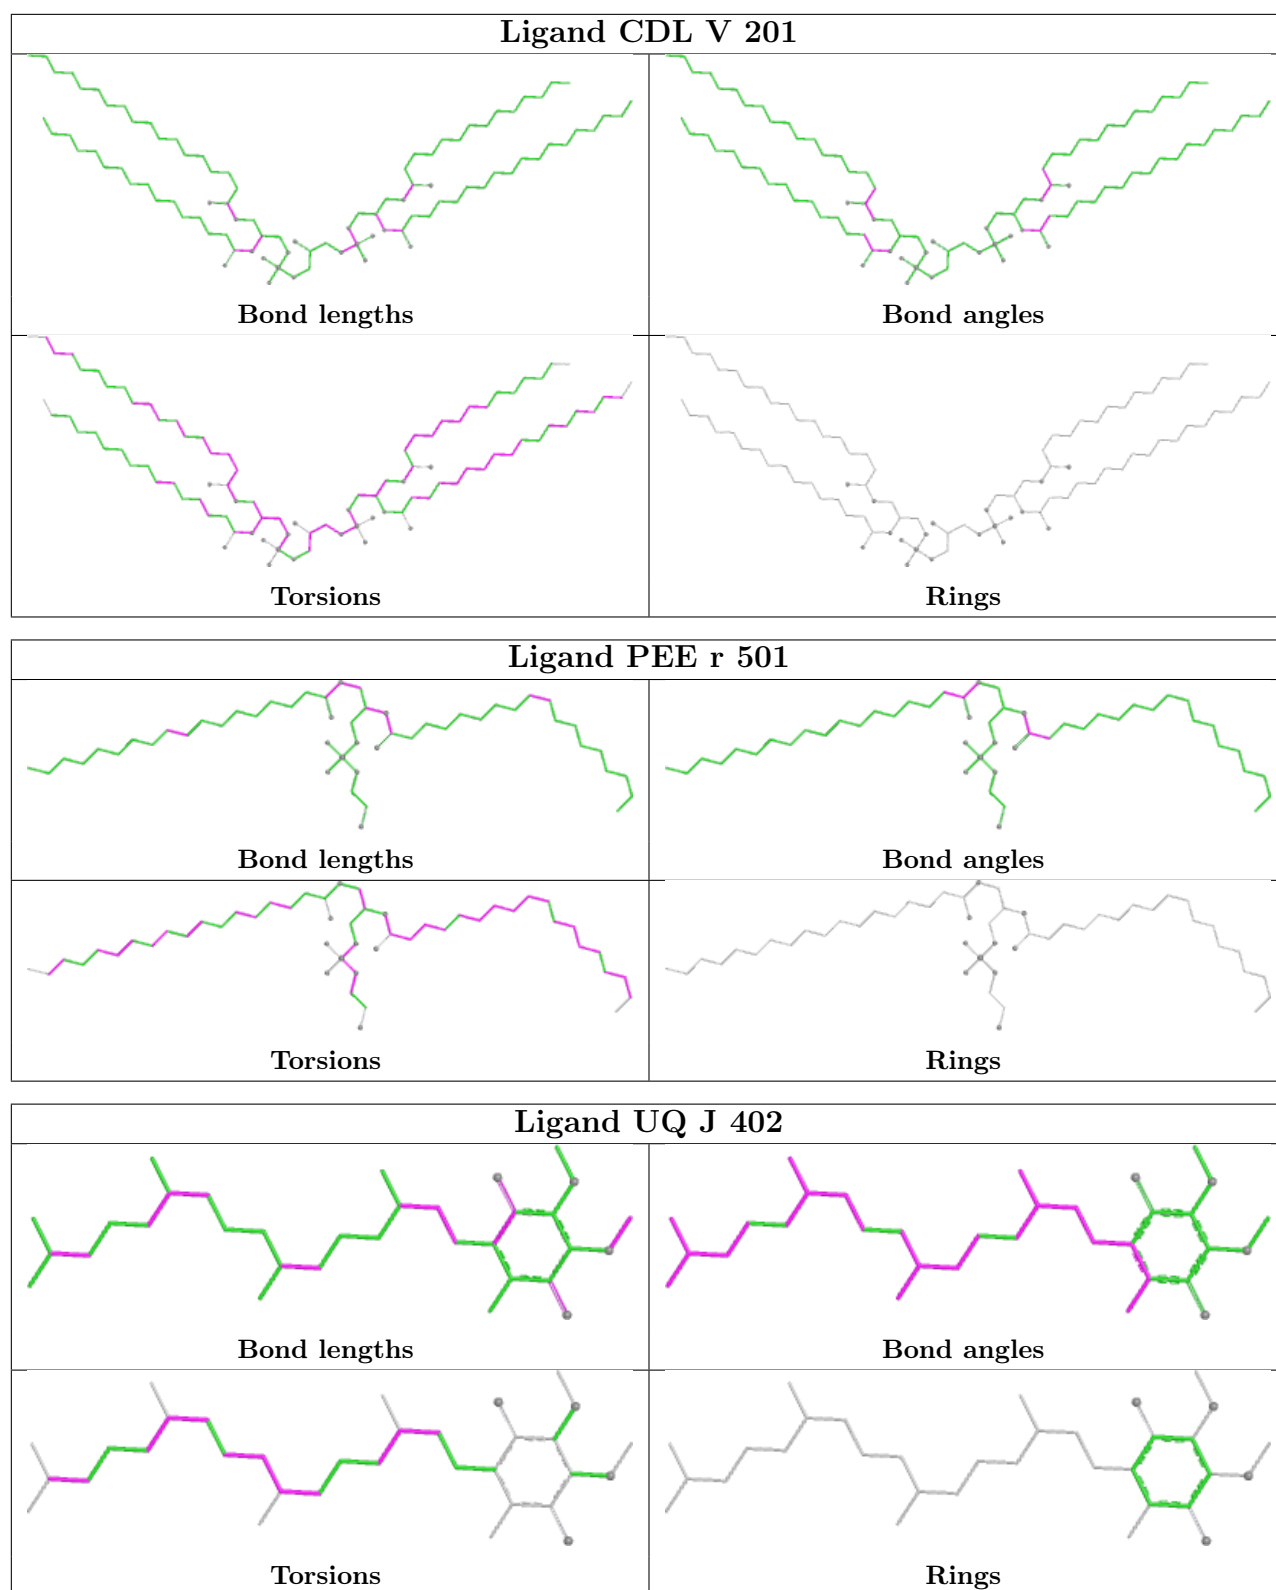 Ligand CDL V 201
Bond lengths
Bond angles
Torsions
Rings
Ligand PEE r 501
Bond lengths
Bond angles
Torsions
Rings
Ligand UQ J 402
Bond lengths
Bond angles
Torsions
Rings